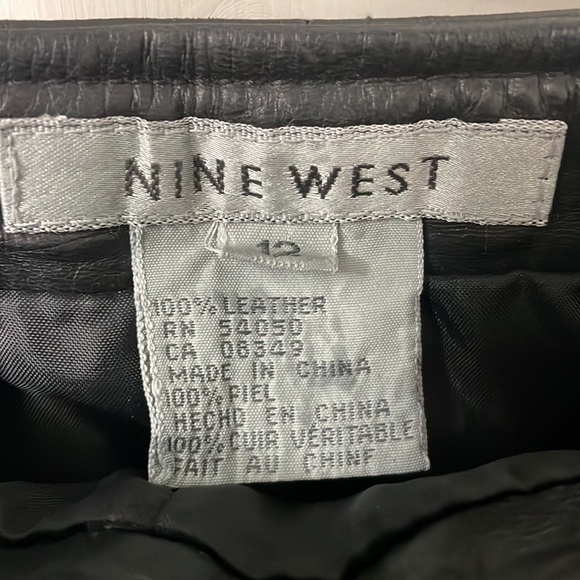 NINE WEST
12
100% LEATHER
RN 54050
CA 06349
MADE IN CHINA
100% PIEL
HECHO EN CHINA
100% CUIR VÉRITABLE
FAIT AU CHINE